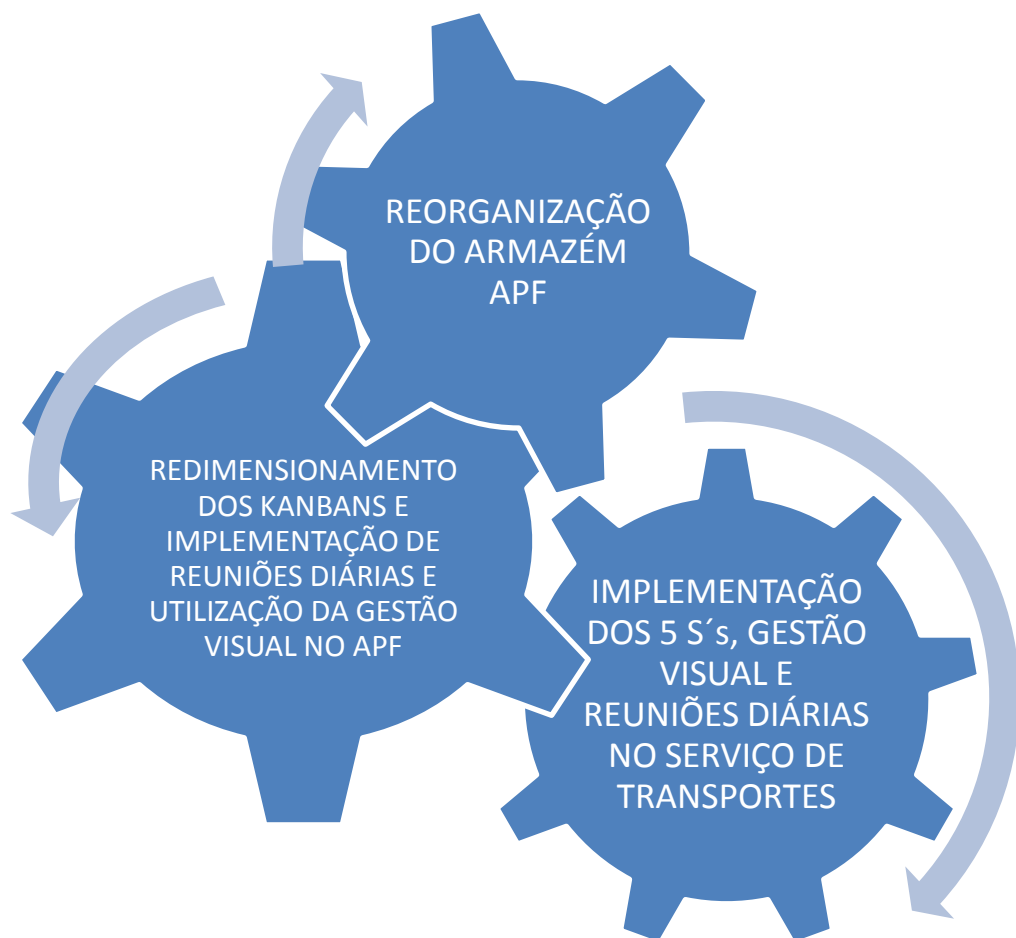 REORGANIZAÇÃO
DO ARMAZÉM
APF
REDIMENSIONAMENTO
DOS KANBANS E
IMPLEMENTAÇÃO DE
REUNIÕES DIÁRIAS E
UTILIZAÇÃO DA GESTÃO
VISUAL NO APF
IMPLEMENTAÇÃO
DOS 5 S´s, GESTÃO
VISUAL E
REUNIÕES DIÁRIAS
NO SERVIÇO DE
TRANSPORTES